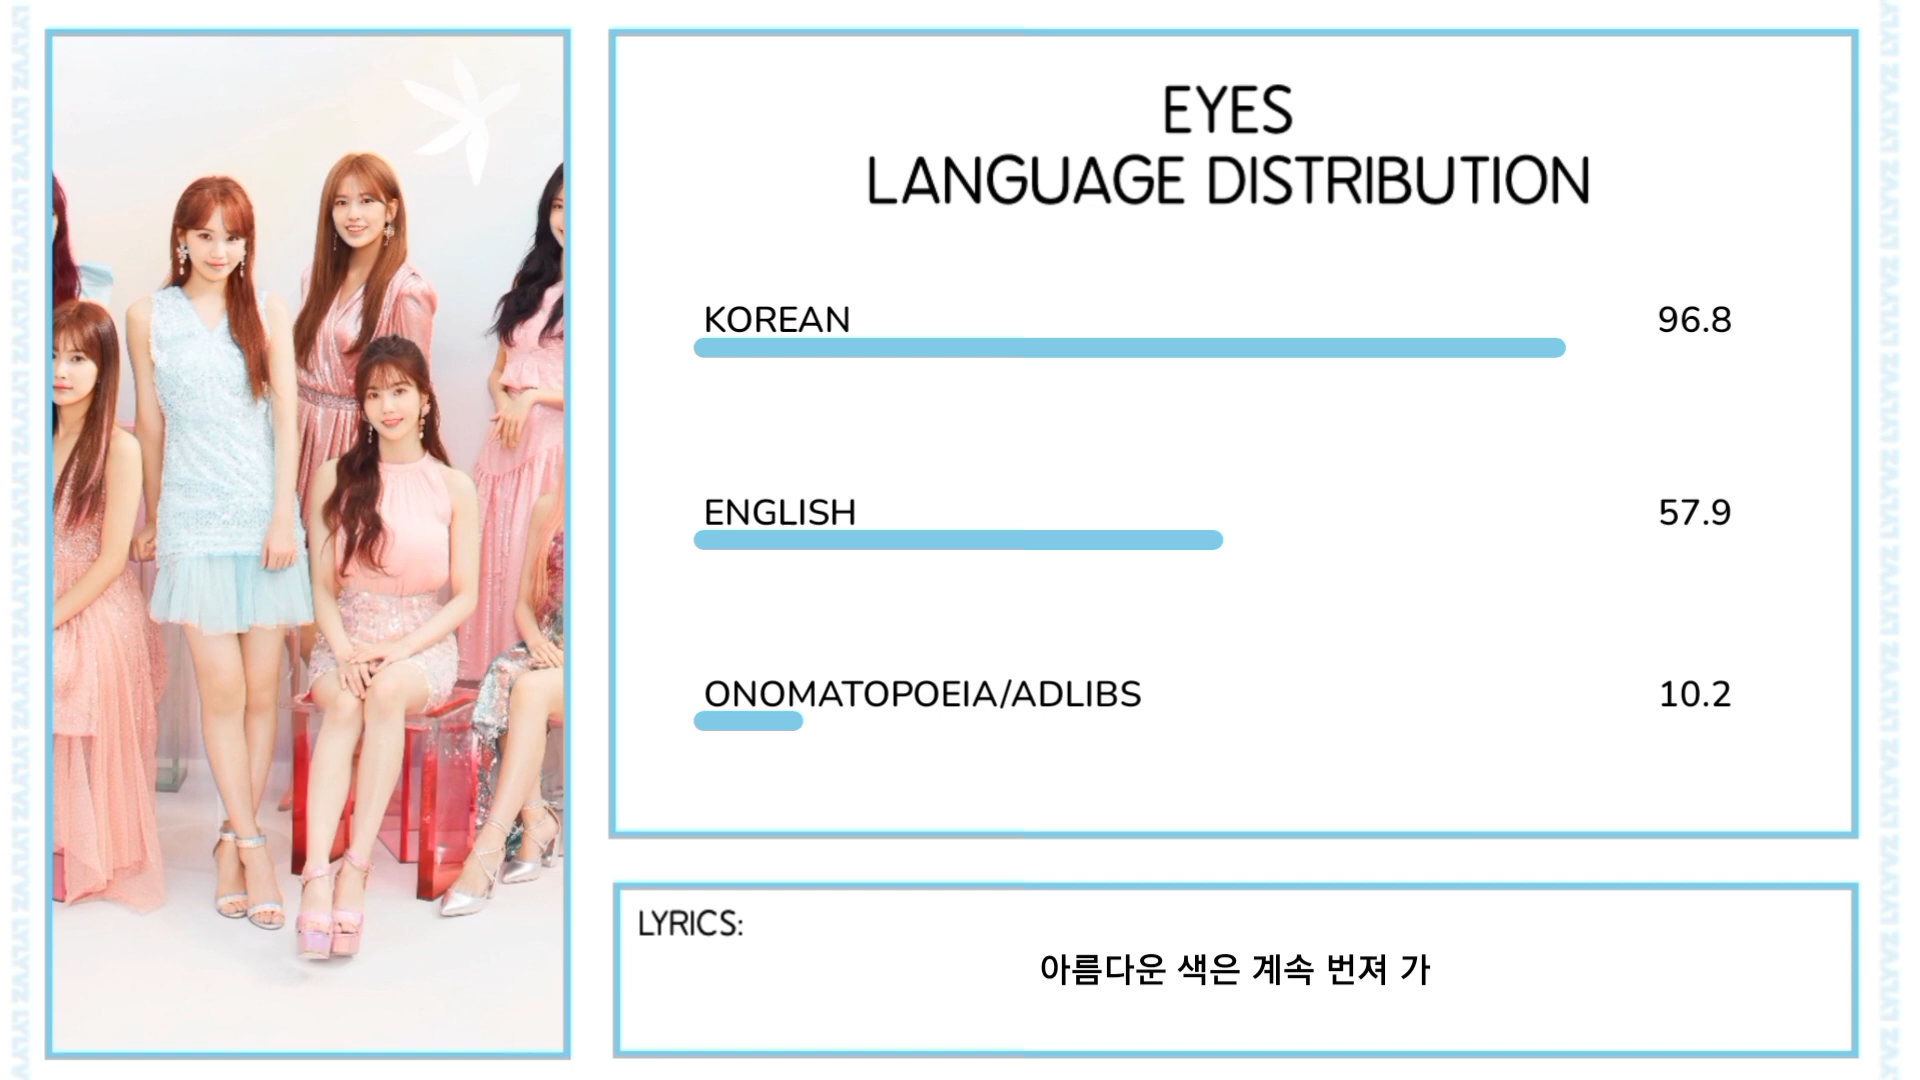 EYES
LANGUAGE DISTRIBUTION
KOREAN 96.8
ENGLISH 57.9
ONOMATOPOEIA/ADLIBS 10.2
LYRICS:
아름다운 색은 계속 번져 가